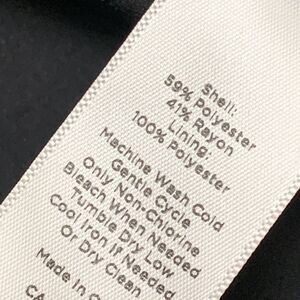 Shell:
59% Polyester
41% Rayon
Lining:
100% Polyester
Machine Wash Cold
Gentle Cycle
Only Non-Chlorine
Bleach When Needed
Tumble Dry Low
Cool Iron If Needed
Or Dry Clean
Made In
CA